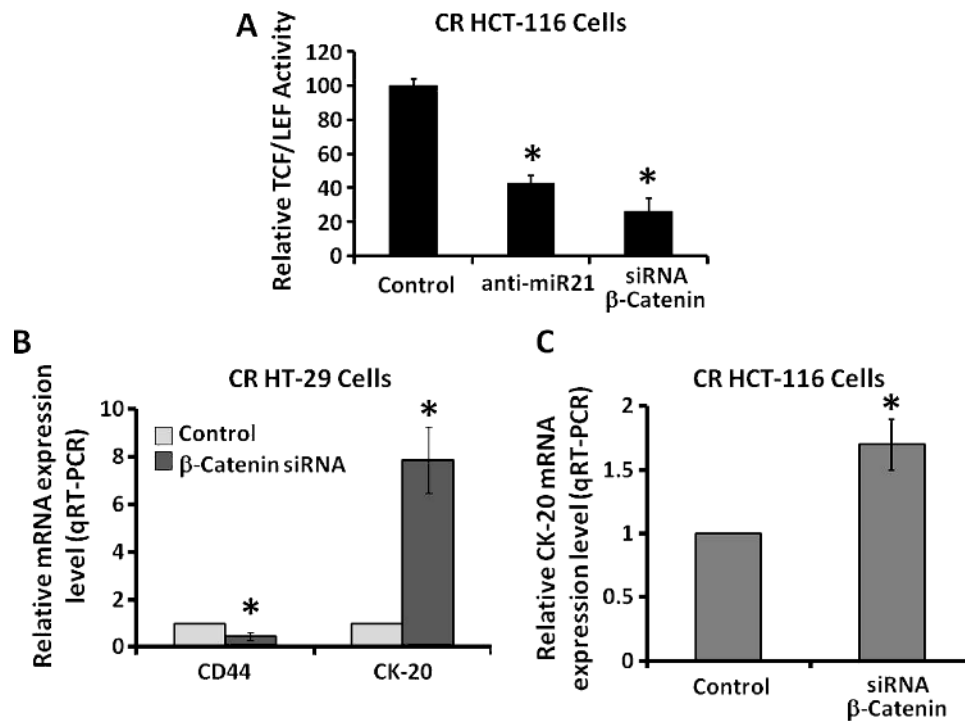 A
CR HCT-116 Cells
Relative TCF/LEF Activity
120
100
80
60
40
20
0
*
*
Control
anti-miR21
siRNA
β-Catenin
B
CR HT-29 Cells
Relative mRNA expression
level (qRT-PCR)
10
8
6
4
2
0
Control
β-Catenin siRNA
*
*
CD44
CK-20
C
CR HCT-116 Cells
Relative CK-20 mRNA
expression level (qRT-PCR)
2
1.5
1
0.5
0
*
Control
siRNA
β-Catenin